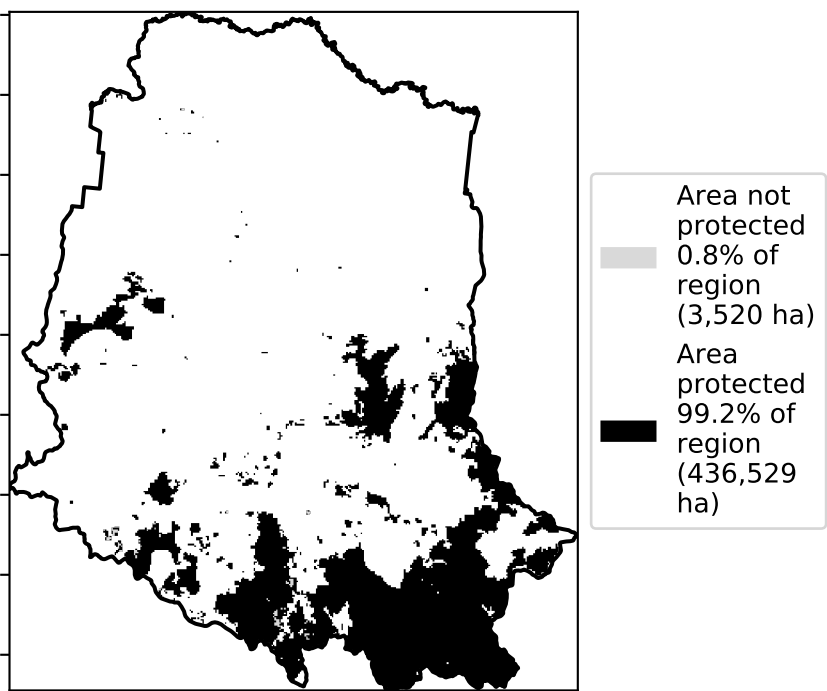 Area not
protected
0.8% of
region
(3,520 ha)
Area
protected
99.2% of
region
(436,529
ha)